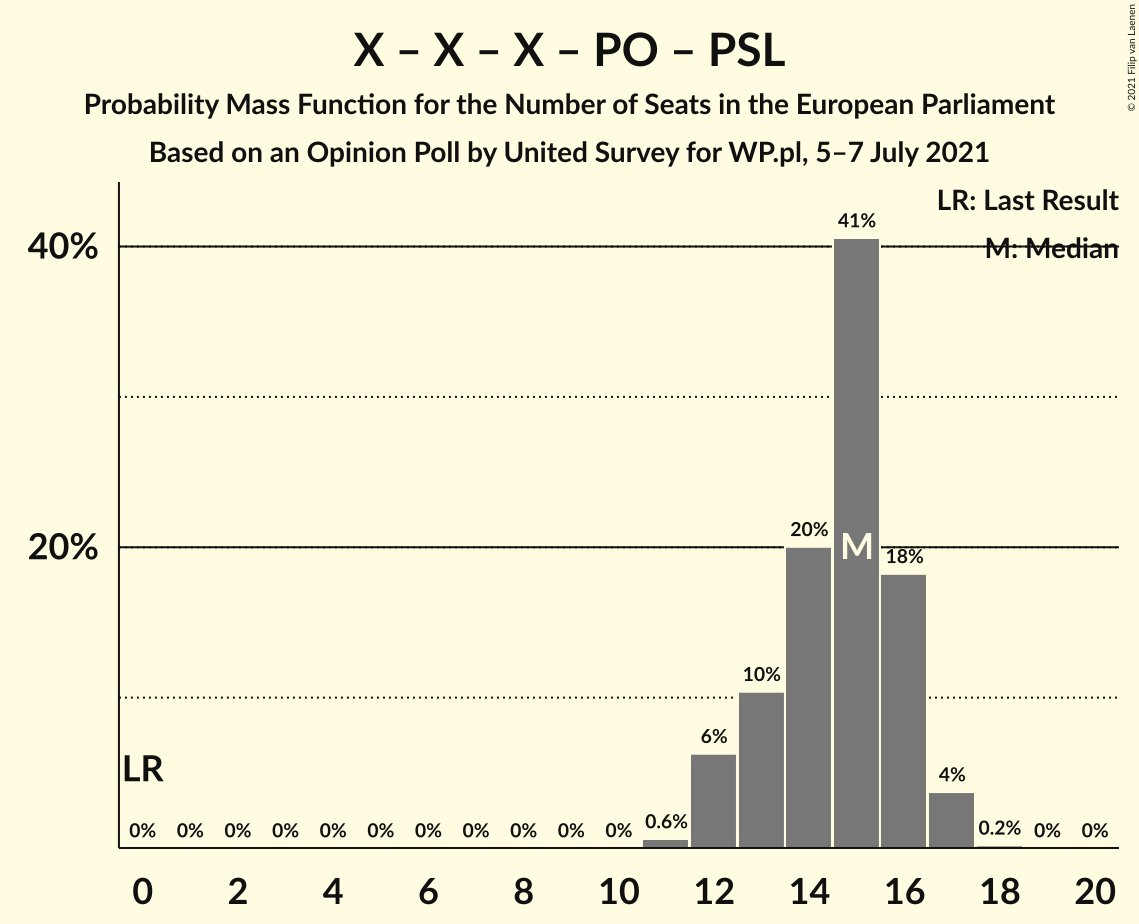 X – X – X – PO – PSL
Probability Mass Function for the Number of Seats in the European Parliament
Based on an Opinion Poll by United Survey for WP.pl, 5–7 July 2021
© 2021 Filip van Laenen
LR: Last Result
M: Median
40%
20%
41%
20%
M
18%
10%
6%
4%
LR
0% 0% 0% 0% 0% 0% 0% 0% 0% 0% 0% 0.6% 0.2% 0% 0%
0 2 4 6 8 10 12 14 16 18 20